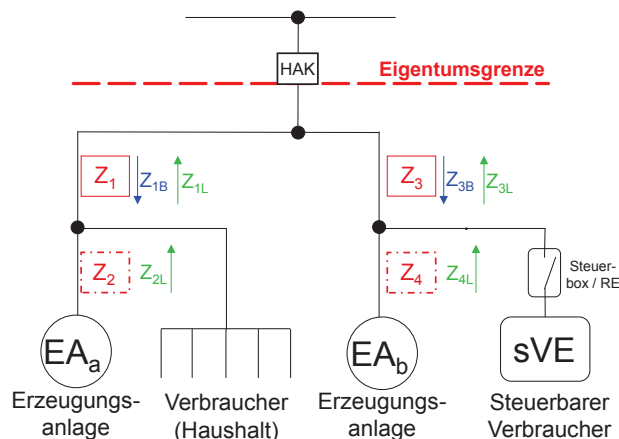 HAK
Eigentumsgrenze
Z1
Z1B
Z1L
Z3
Z3B
Z3L
Z2
Z2L
Z4
Z4L
Steuer-
box / RE
EAa
EAb
sVE
Erzeugungs-
anlage
Verbraucher
(Haushalt)
Erzeugungs-
anlage
Steuerbarer
Verbraucher